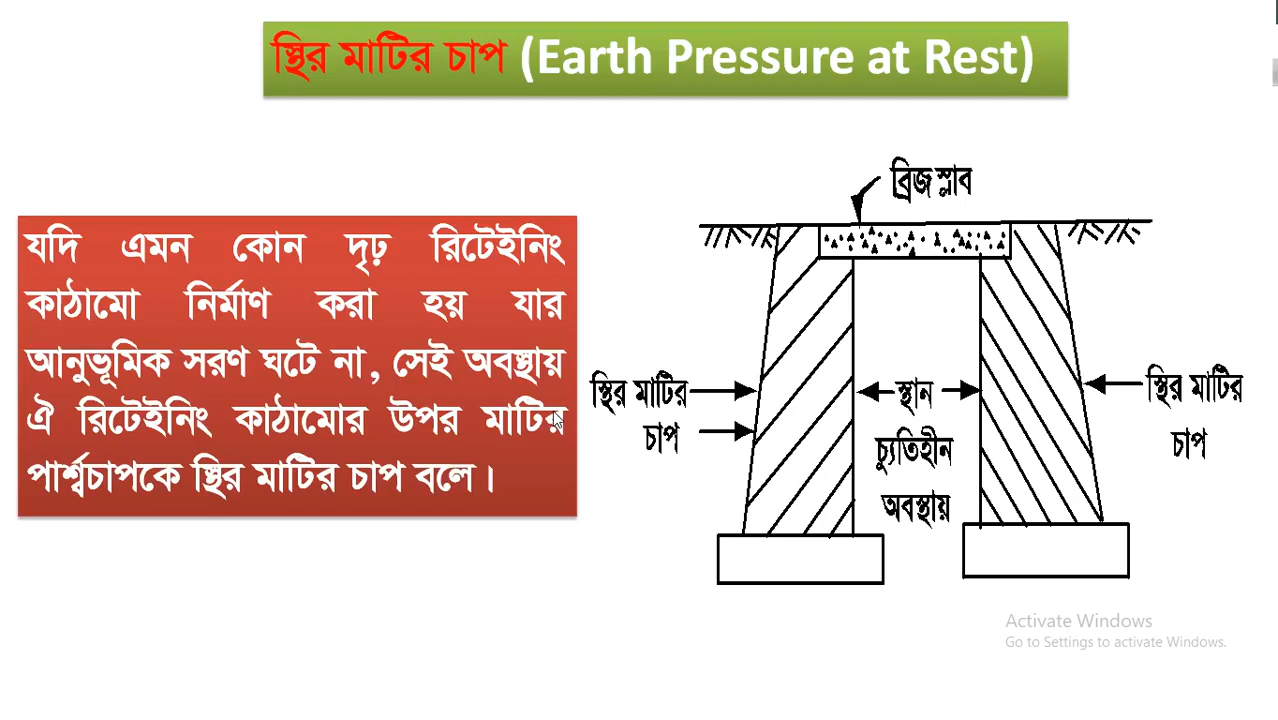 স্থির মাটির চাপ (Earth Pressure at Rest)
ব্রিজ স্লাব
যদি এমন কোন দৃঢ় রিটেইনিং
কাঠামো নির্মাণ করা হয় যার
আনুভূমিক সরণ ঘটে না, সেই অবস্থায়
ঐ রিটেইনিং কাঠামোর উপর মাটির
পার্শ্বচাপকে স্থির মাটির চাপ বলে।
স্থির মাটির
চাপ
স্থান
চ্যুতিহীন
অবস্থায়
স্থির মাটির
চাপ
Activate Windows
Go to Settings to activate Windows.